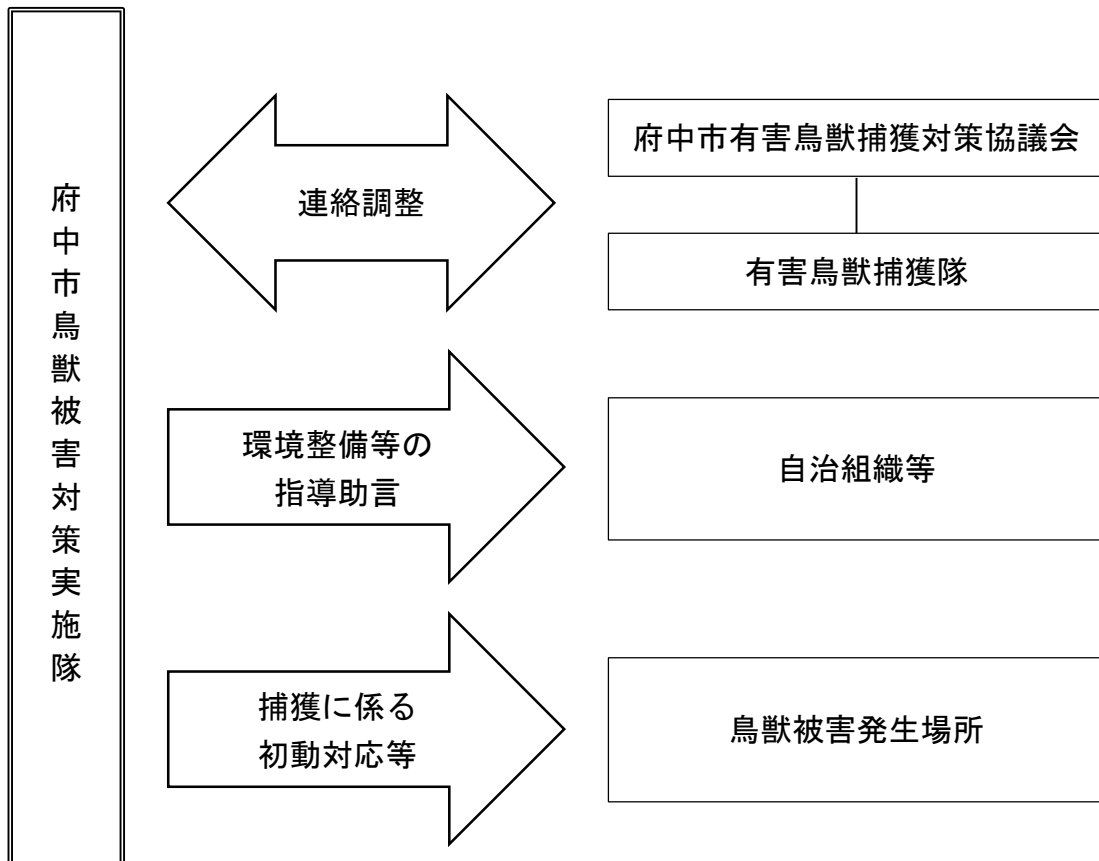 府中市鳥獣被害対策実施隊
連絡調整
府中市有害鳥獣捕獲対策協議会
有害鳥獣捕獲隊
環境整備等の
指導助言
自治組織等
捕獲に係る
初動対応等
鳥獣被害発生場所